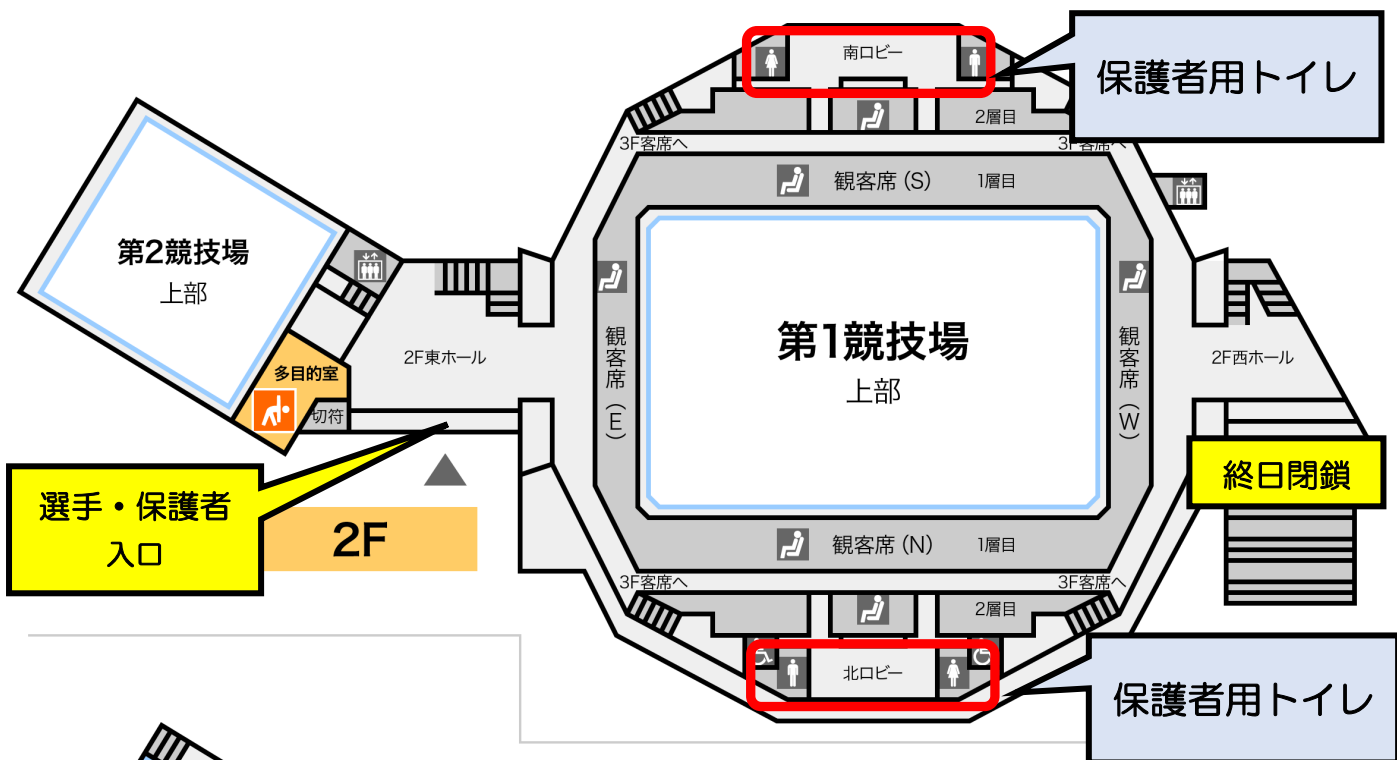 南ロビー
保護者用トイレ
2層目
3F客席へ
3F客席へ
観客席(S)
1層目
第2競技場
上部
第1競技場
上部
観客席(E)
観客席(W)
2F東ホール
2F西ホール
多目的室
切符
選手・保護者
入口
2F
終日閉鎖
観客席(N)
1層目
3F客席へ
3F客席へ
2層目
北ロビー
保護者用トイレ